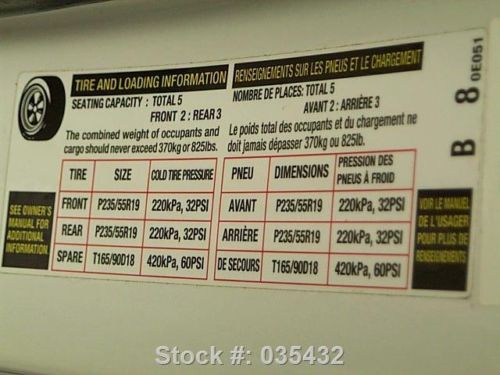 TIRE AND LOADING INFORMATION
SEATING CAPACITY : TOTAL 5
FRONT 2 : REAR 3
The combined weight of occupants and
cargo should never exceed 370kg or 825lb.
RENSEIGNEMENTS SUR LES PNEUS ET LE CHARGEMENT
NOMBRE DE PLACES: TOTAL 5
AVANT 2 : ARRIÈRE 3
Le poids total des occupants et du chargement ne
doit jamais dépasser 370kg ou 825lb.
SEE OWNER'S
MANUAL FOR
ADDITIONAL
INFORMATION
TIRE SIZE COLD TIRE PRESSURE
FRONT P235/55R19 220kPa, 32PSI
REAR P235/55R19 220kPa, 32PSI
SPARE T165/90D18 420kPa, 60PSI
PNEU DIMENSIONS PRESSION DES
PNEUS À FROID
AVANT P235/55R19 220kPa, 32PSI
ARRIÈRE P235/55R19 220kPa, 32PSI
DE SECOURS T165/90D18 420kPa, 60PSI
VOIR LE MANUEL
DE L'USAGER
POUR PLUS DE
RENSEIGNEMENTS
B 8 0E051
Stock #: 035432